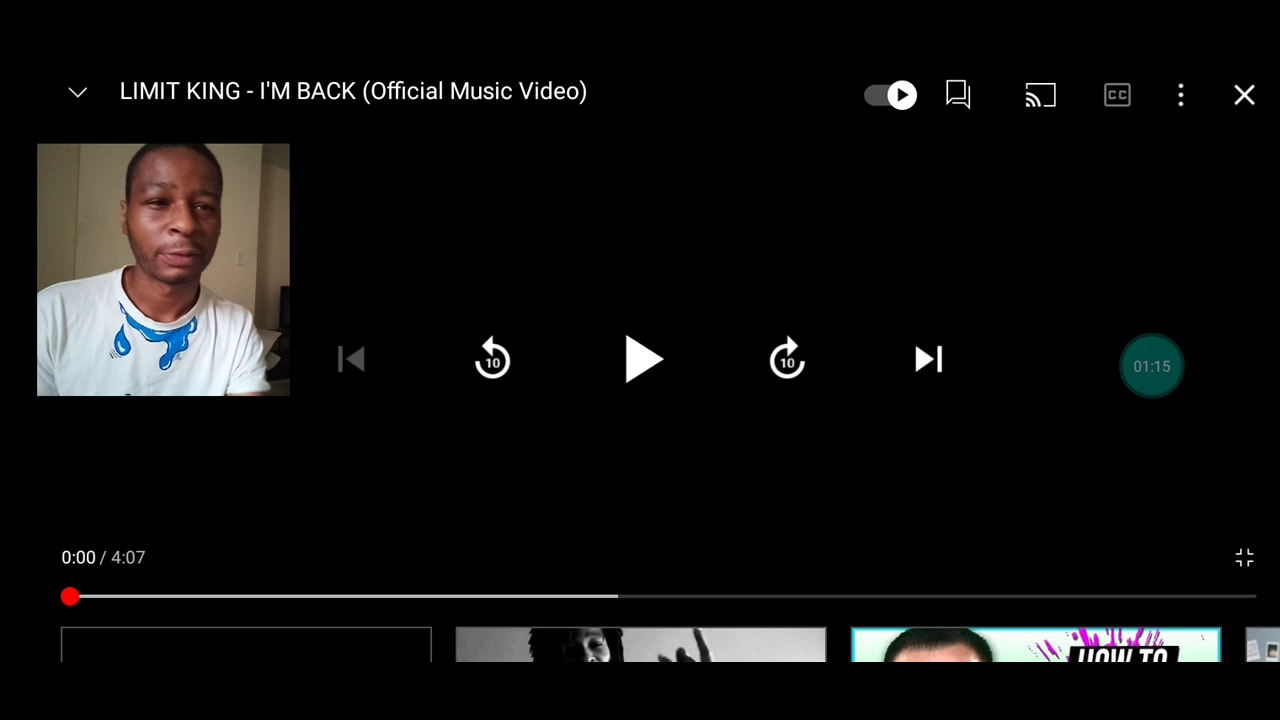 LIMIT KING - I'M BACK (Official Music Video)
CC
10
10
01:15
0:00 / 4:07
HOW TO